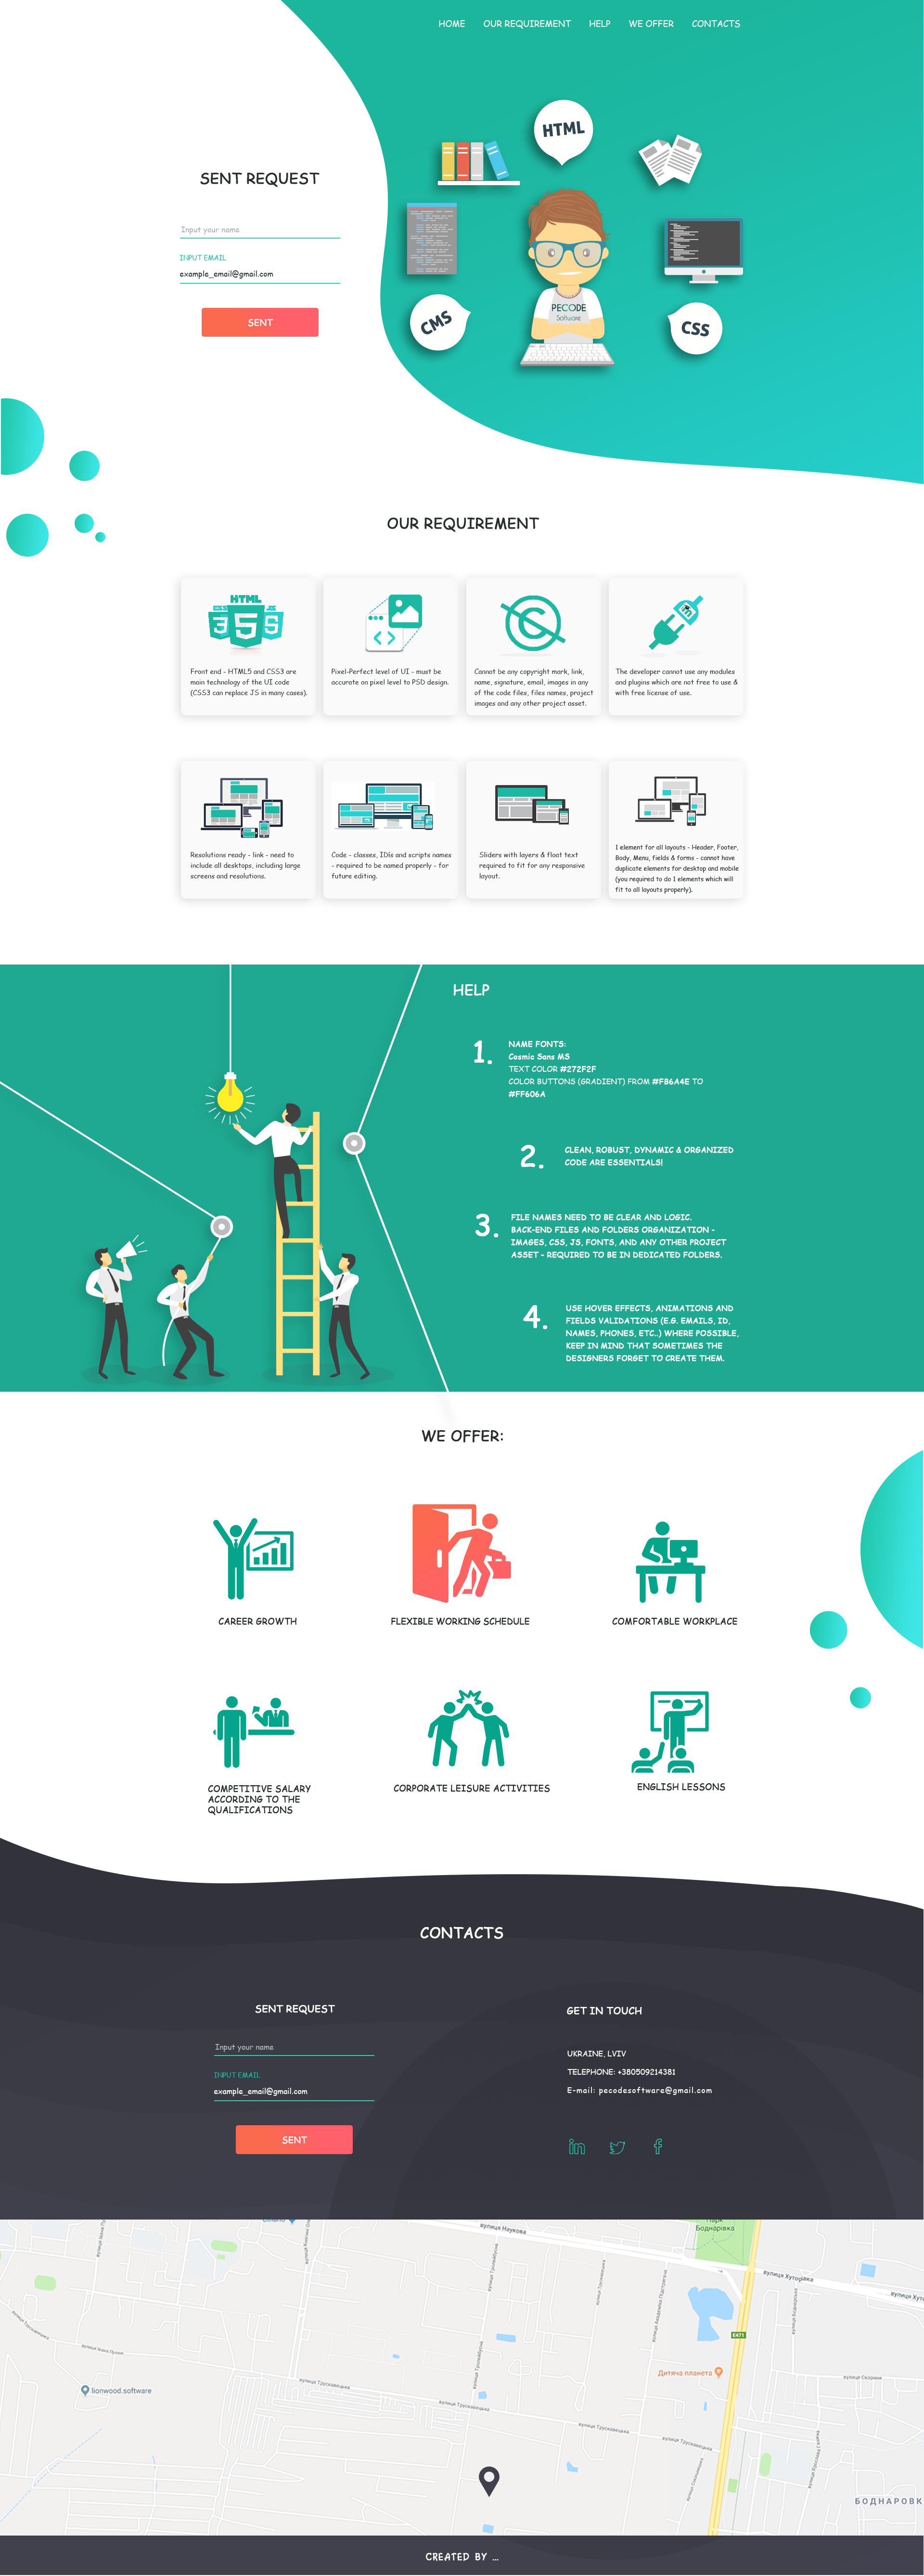 HOME OUR REQUIREMENT HELP WE OFFER CONTACTS
HTML
CMS
CSS
PECODE
Software
SENT REQUEST
Input your name
INPUT EMAIL
example_email@gmail.com
SENT
OUR REQUIREMENT
HTML
3 5 S
Front end - HTML5 and CSS3 are
main technology of the UI code
(CSS3 can replace JS in many cases).
Pixel-Perfect level of UI - must be
accurate on pixel level to PSD design.
Cannot be any copyright mark, link,
name, signature, email, images in any
of the code files, files names, project
images and any other project asset.
The developer cannot use any modules
and plugins which are not free to use &
with free license of use.
Resolutions ready - link - need to
include all desktops, including large
screens and resolutions.
Code - classes, IDIs and scripts names
- required to be named properly - for
future editing.
Sliders with layers & float text
required to fit for any responsive
layout.
1 element for all layouts - Header, Footer,
Body, Menu, fields & forms - cannot have
duplicate elements for desktop and mobile
(you required to do 1 elements which will
fit to all layouts properly).
HELP
1.
NAME FONTS:
Cosmic Sans MS
TEXT COLOR #272F2F
COLOR BUTTONS (GRADIENT) FROM #FB6A4E TO
#FF606A
2.
CLEAN, ROBUST, DYNAMIC & ORGANIZED
CODE ARE ESSENTIALS!
3.
FILE NAMES NEED TO BE CLEAR AND LOGIC.
BACK-END FILES AND FOLDERS ORGANIZATION -
IMAGES, CSS, JS, FONTS, AND ANY OTHER PROJECT
ASSET - REQUIRED TO BE IN DEDICATED FOLDERS.
4.
USE HOVER EFFECTS, ANIMATIONS AND
FIELDS VALIDATIONS (E.G. EMAILS, ID,
NAMES, PHONES, ETC..) WHERE POSSIBLE,
KEEP IN MIND THAT SOMETIMES THE
DESIGNERS FORGET TO CREATE THEM.
WE OFFER:
CAREER GROWTH
FLEXIBLE WORKING SCHEDULE
COMFORTABLE WORKPLACE
COMPETITIVE SALARY
ACCORDING TO THE
QUALIFICATIONS
CORPORATE LEISURE ACTIVITIES
ENGLISH LESSONS
CONTACTS
SENT REQUEST
Input your name
INPUT EMAIL
example_email@gmail.com
SENT
GET IN TOUCH
UKRAINE, LVIV
TELEPHONE: +380509214381
E-mail: pecodesoftware@gmail.com
in
f
вулиця Наукова
Парк
Боднарівка
вулиця Хуторівка
E471
Дитяча планета
lionwood.software
вулиця Івана Пулюя
вулиця Трускавецька
вулиця Трускавецька
вулиця Трускавецька
вулиця Трускавецька
вулиця Скорини
БОДНАРОВК
CREATED BY ...